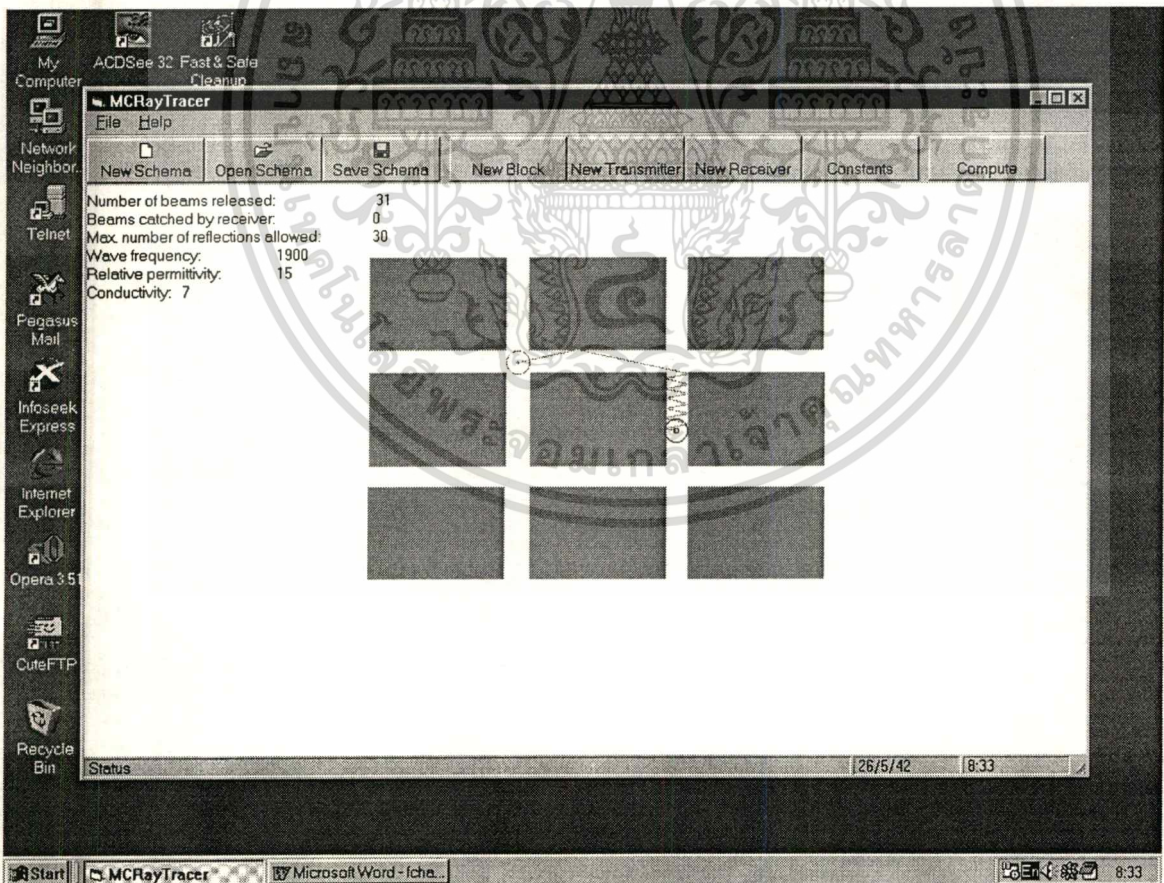 My Computer
ACDSee 32
Fast & Safe Cleanup
Network Neighbor..
Telnet
Pegasus Mail
Infoseek Express
Internet Explorer
Opera 3.51
CuteFTP
Recycle Bin
MCRayTracer
File Help
New Schema Open Schema Save Schema New Block New Transmitter New Receiver Constants Compute
Number of beams released: 31
Beams catched by receiver: 0
Max. number of reflections allowed: 30
Wave frequency: 1900
Relative permittivity: 15
Conductivity: 7
Status 26/5/42 8:33
Start MCRayTracer Microsoft Word - fcha... En 8:33